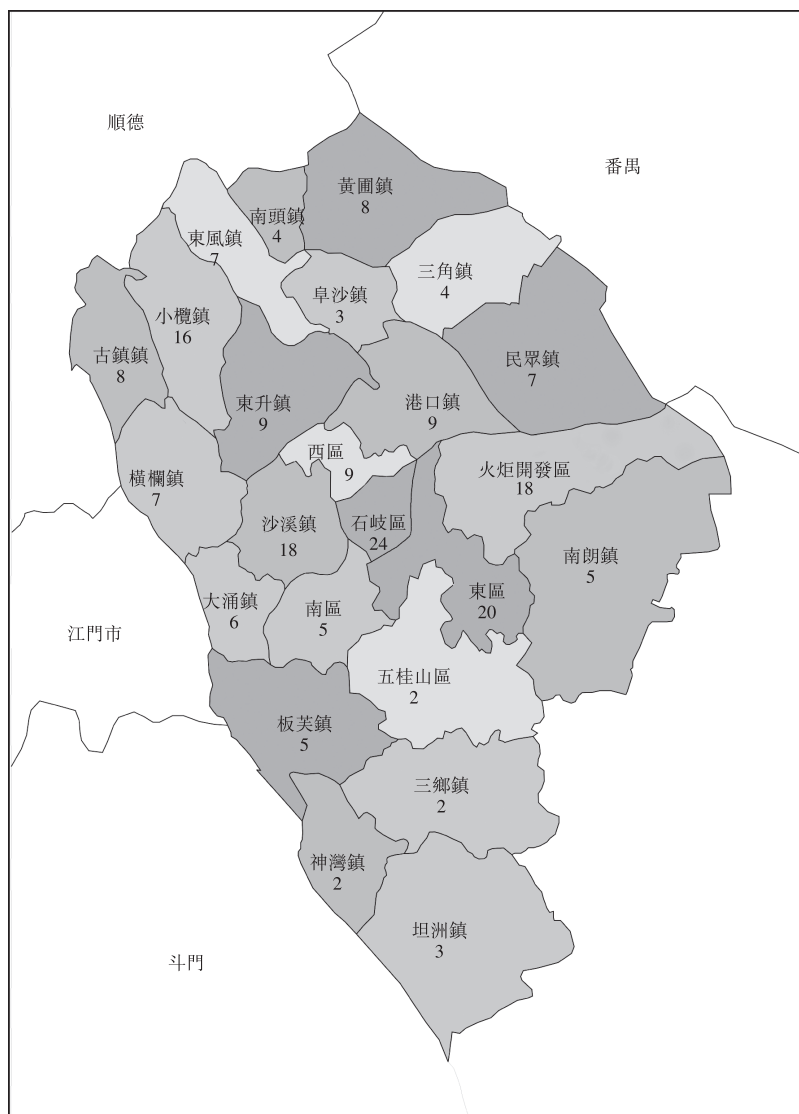 順德
番禺
黃圃鎮
8
南頭鎮
4
東風鎮
7
三角鎮
4
阜沙鎮
3
小欖鎮
16
古鎮鎮
8
民眾鎮
7
東升鎮
9
港口鎮
9
西區
9
火炬開發區
18
橫欄鎮
7
沙溪鎮
18
石岐區
24
南朗鎮
5
東區
20
大涌鎮
6
南區
5
江門市
五桂山區
2
板芙鎮
5
三鄉鎮
2
神灣鎮
2
坦洲鎮
3
斗門